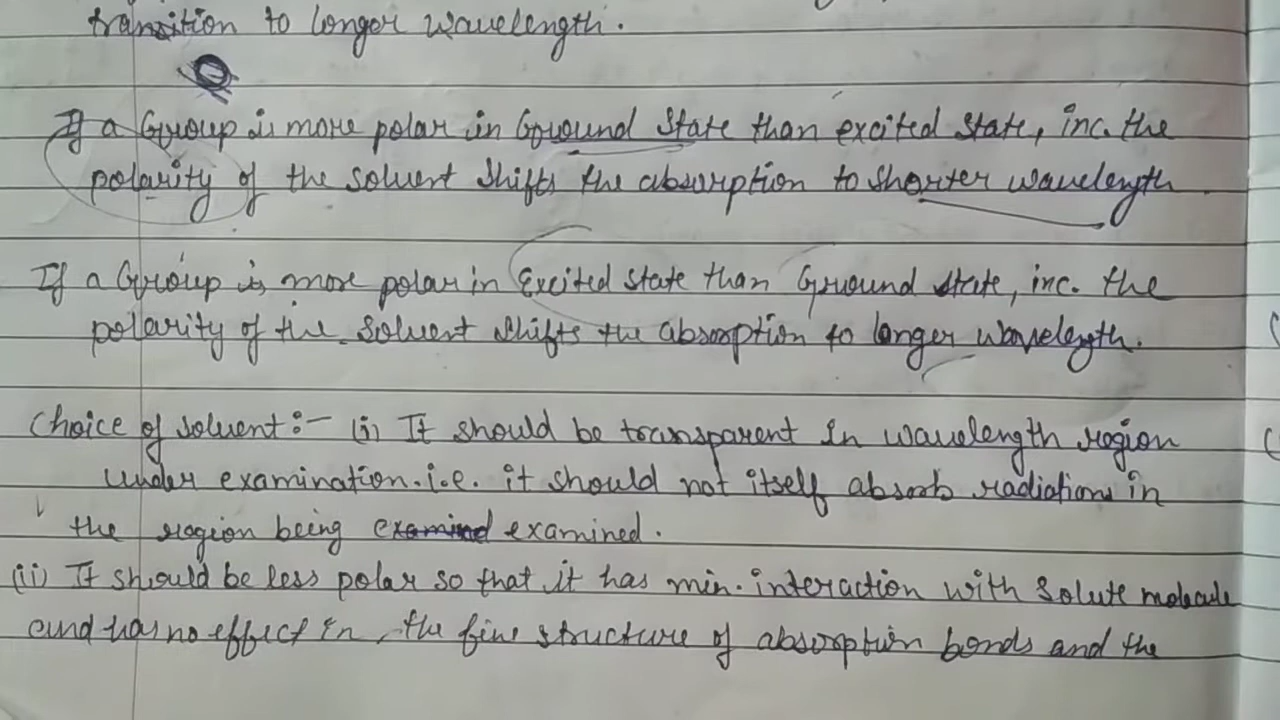 transition to longer wavelength.
If a Group is more polar in Ground State than excited state, inc. the
polarity of the solvent shifts the absorption to shorter wavelength
If a Group is more polar in Excited state than Ground state, inc. the
polarity of the solvent shifts the absorption to longer wavelength.
Choice of solvent:- (i) It should be transparent in wavelength region
under examination. i.e. it should not itself absorb radiations in
the region being examined examined.
(ii) It should be less polar so that it has min. interaction with solute molecule
and has no effect in, the fine structure of absorption bonds and the